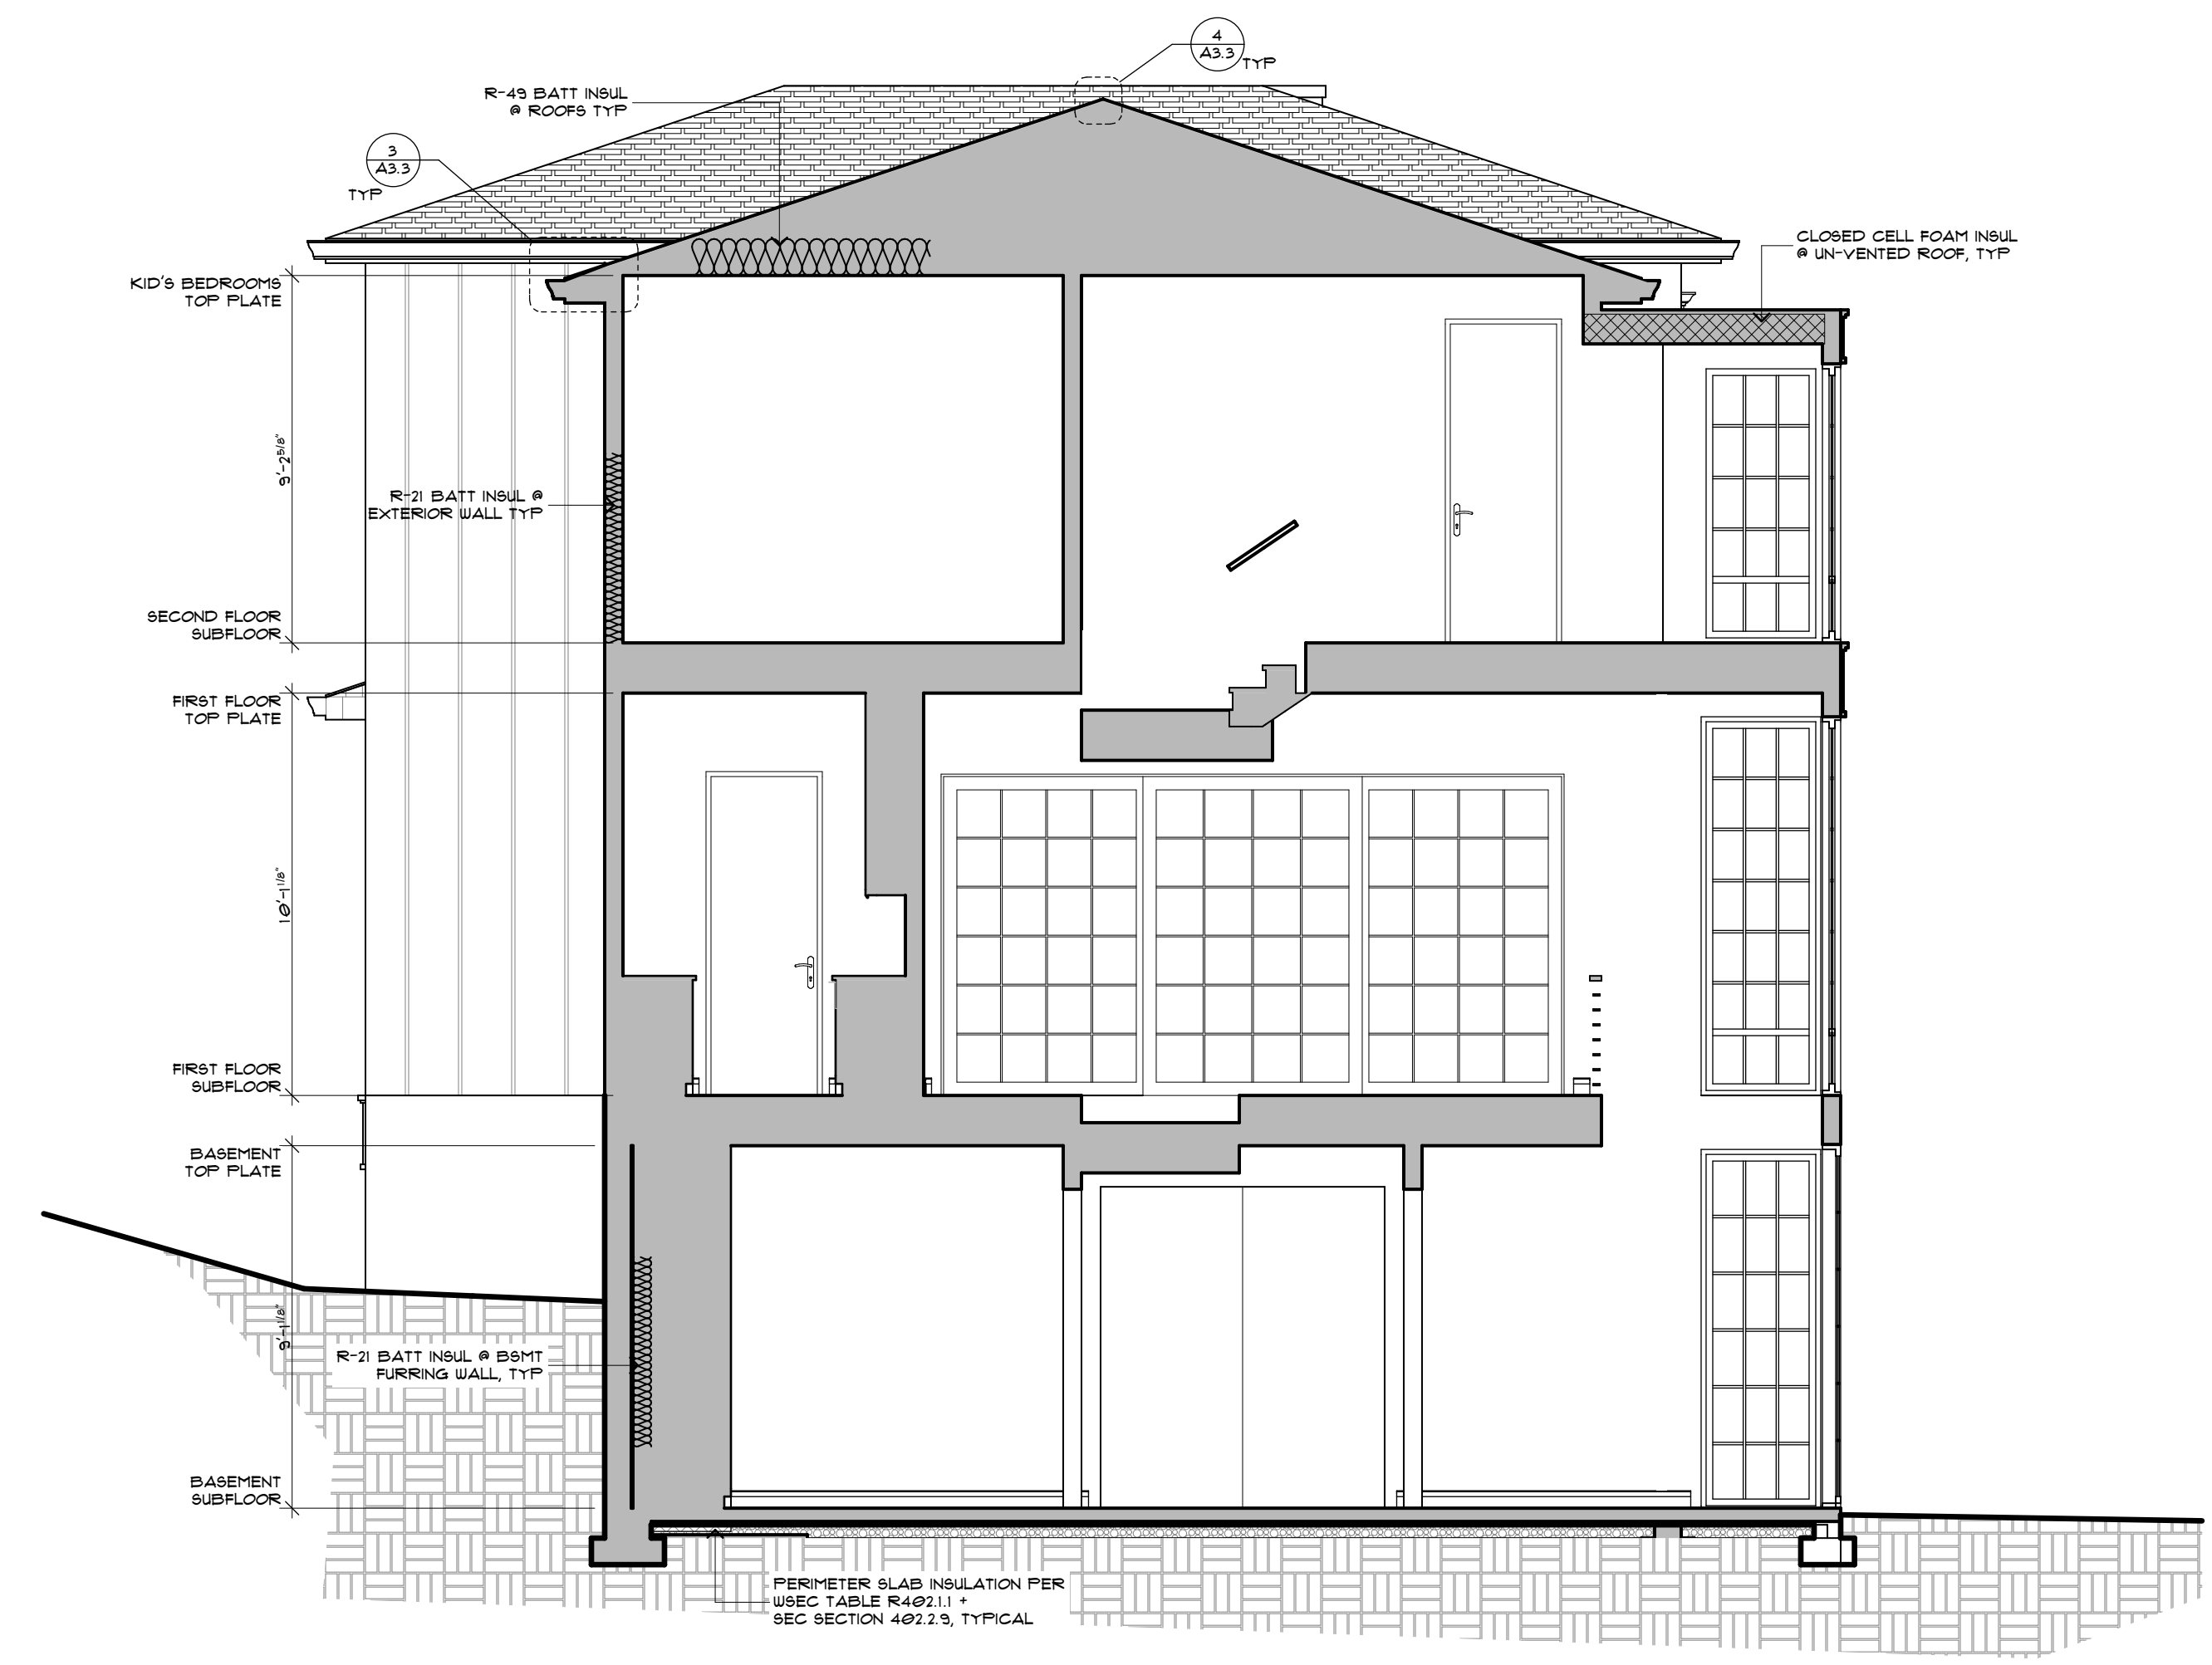 4
A3.3
TYP
R-49 BATT INSUL
@ ROOFS TYP
3
A3.3
TYP
CLOSED CELL FOAM INSUL
@ UN-VENTED ROOF, TYP
KID'S BEDROOMS
TOP PLATE
9'-2 5/8"
R-21 BATT INSUL @
EXTERIOR WALL TYP
SECOND FLOOR
SUBFLOOR
FIRST FLOOR
TOP PLATE
10'-1 1/8"
FIRST FLOOR
SUBFLOOR
BASEMENT
TOP PLATE
9'-1 1/8"
R-21 BATT INSUL @ BSMT
FURRING WALL, TYP
BASEMENT
SUBFLOOR
PERIMETER SLAB INSULATION PER
WSEC TABLE R402.1.1 +
SEC SECTION 402.2.9, TYPICAL